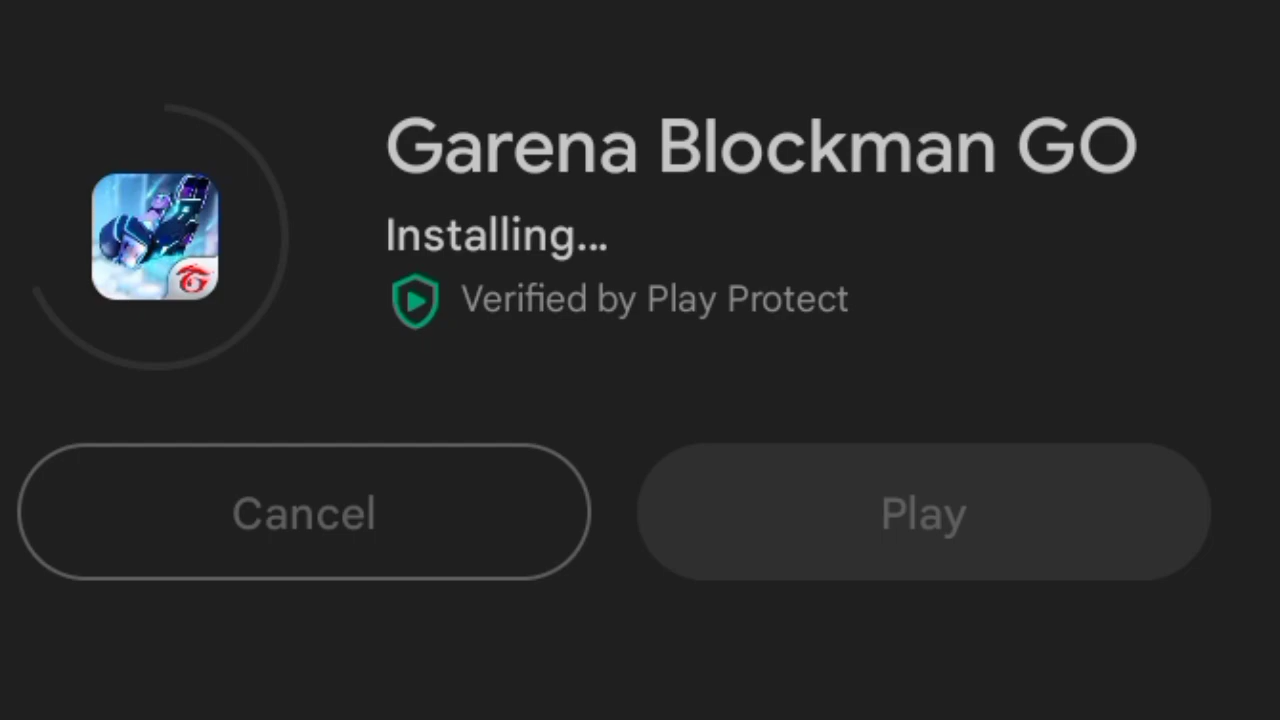 Garena Blockman GO
Installing...
Verified by Play Protect
Cancel
Play